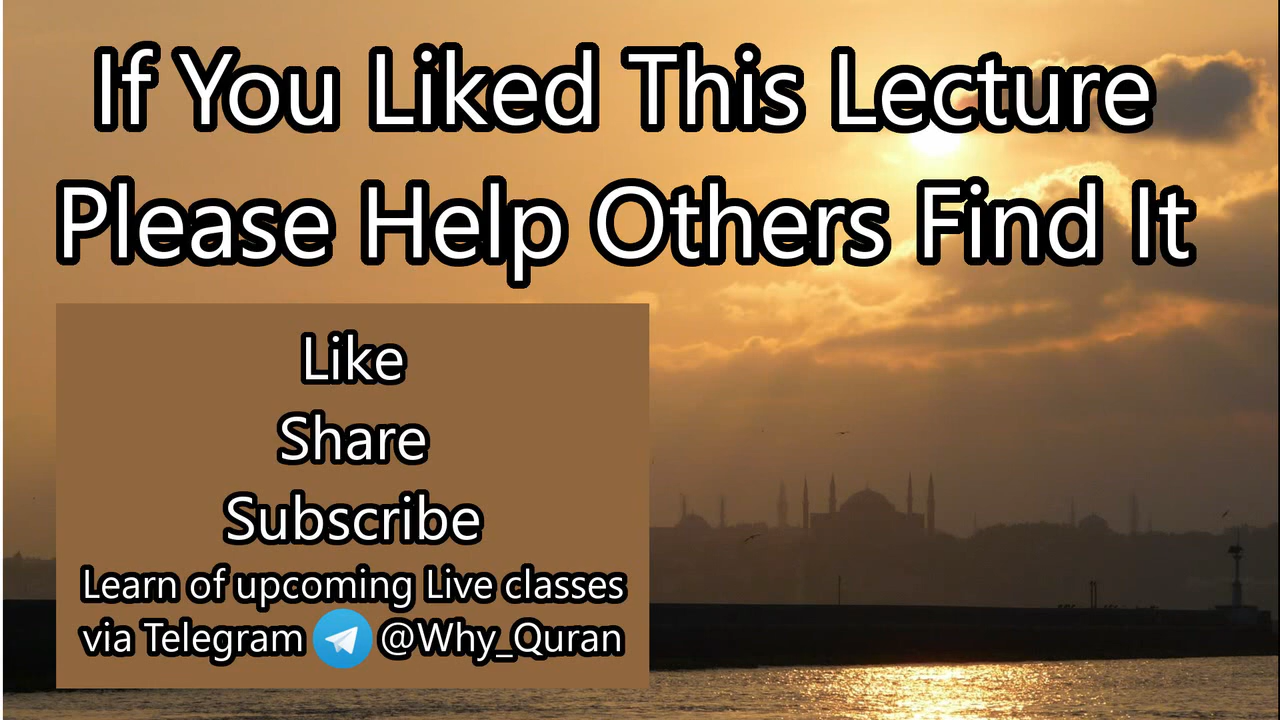 If You Liked This Lecture
Please Help Others Find It
Like
Share
Subscribe
Learn of upcoming Live classes
via Telegram @Why_Quran